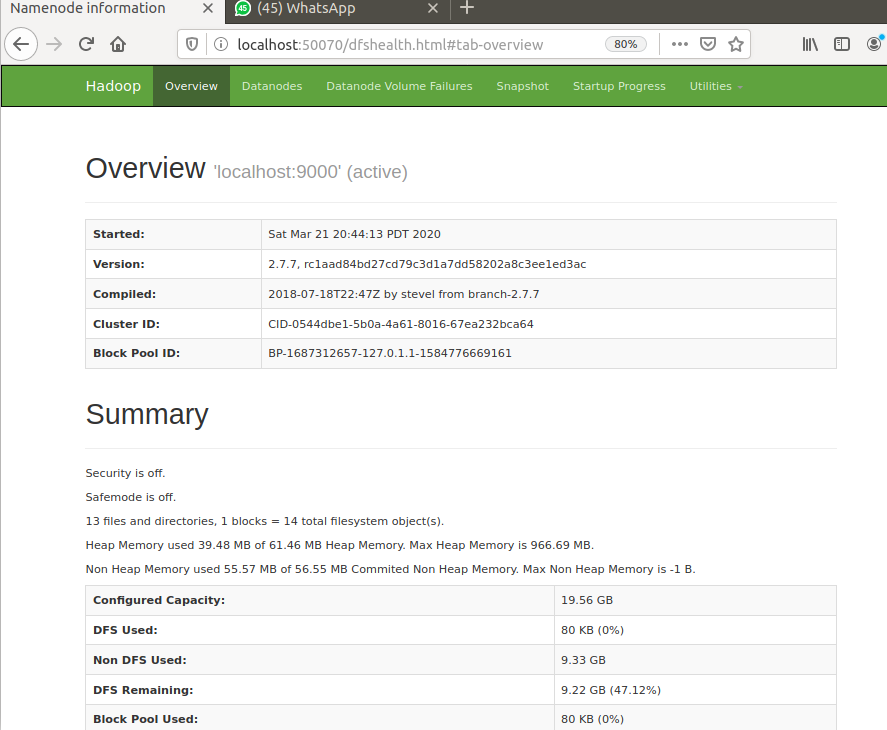 Namenode information
45 (45) WhatsApp
localhost:50070/dfshealth.html#tab-overview 80%
Hadoop Overview Datanodes Datanode Volume Failures Snapshot Startup Progress Utilities
Overview 'localhost:9000' (active)
Started: Sat Mar 21 20:44:13 PDT 2020
Version: 2.7.7, rc1aad84bd27cd79c3d1a7dd58202a8c3ee1ed3ac
Compiled: 2018-07-18T22:47Z by stevel from branch-2.7.7
Cluster ID: CID-0544dbe1-5b0a-4a61-8016-67ea232bca64
Block Pool ID: BP-1687312657-127.0.1.1-1584776669161
Summary
Security is off.
Safemode is off.
13 files and directories, 1 blocks = 14 total filesystem object(s).
Heap Memory used 39.48 MB of 61.46 MB Heap Memory. Max Heap Memory is 966.69 MB.
Non Heap Memory used 55.57 MB of 56.55 MB Commited Non Heap Memory. Max Non Heap Memory is -1 B.
Configured Capacity: 19.56 GB
DFS Used: 80 KB (0%)
Non DFS Used: 9.33 GB
DFS Remaining: 9.22 GB (47.12%)
Block Pool Used: 80 KB (0%)